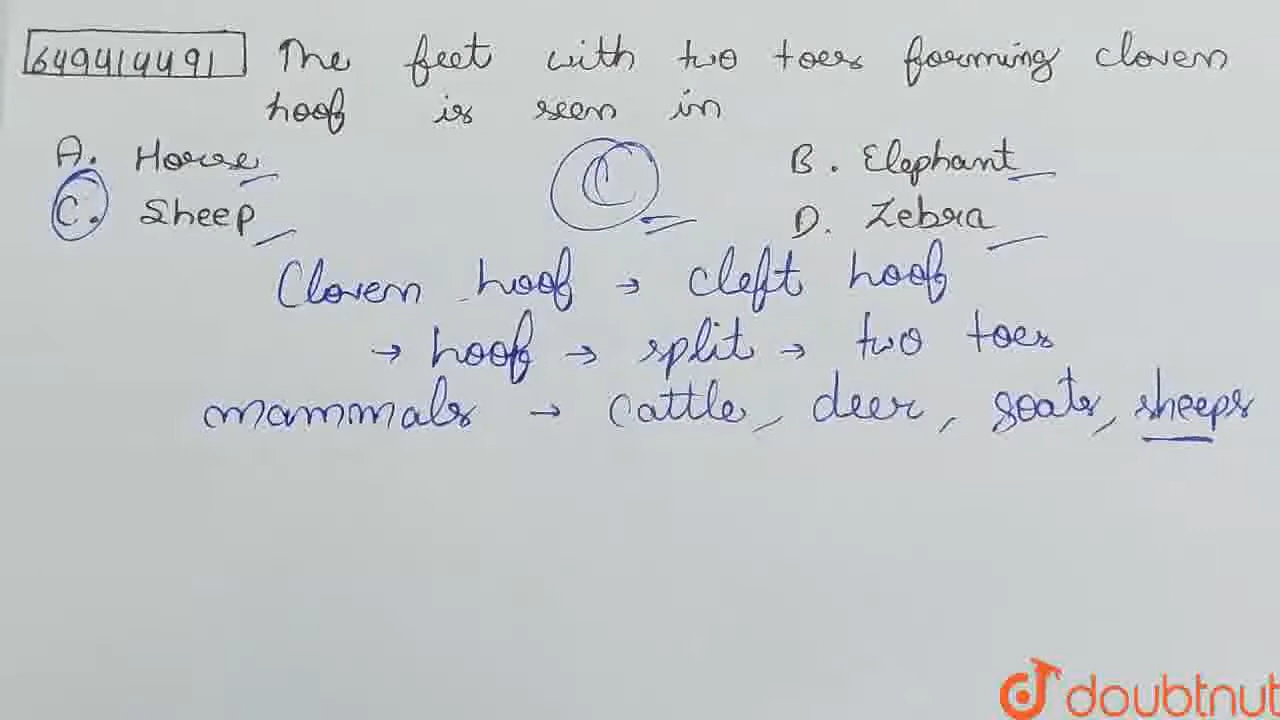 649414491 The feet with two toes forming cloven
hoof is seen in
A. Horse B. Elephant
C. Sheep C D. Zebra
Cloven hoof → cleft hoof
→ hoof → split → two toes
mammals → cattle, deer, goats, sheeps
doubtnut